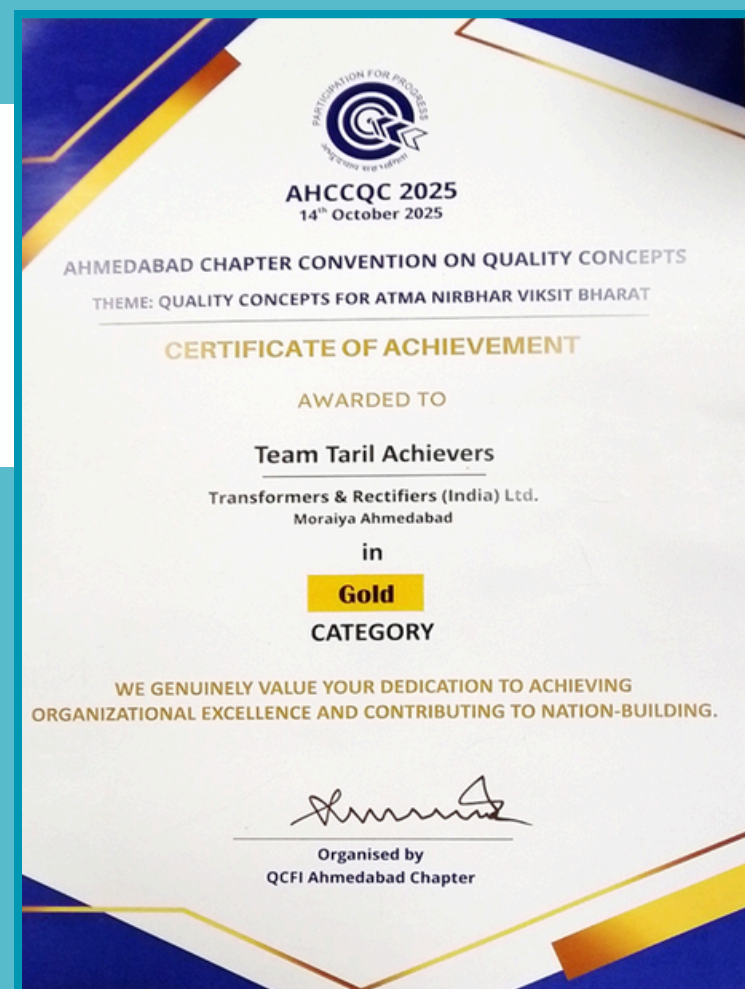 PARTICIPATION FOR PROGRESS
AHCCQC 2025
14th October 2025
AHMEDABAD CHAPTER CONVENTION ON QUALITY CONCEPTS
THEME: QUALITY CONCEPTS FOR ATMA NIRBHAR VIKSIT BHARAT
CERTIFICATE OF ACHIEVEMENT
AWARDED TO
Team Taril Achievers
Transformers & Rectifiers (India) Ltd.
Moraiya Ahmedabad
in
Gold
CATEGORY
WE GENUINELY VALUE YOUR DEDICATION TO ACHIEVING
ORGANIZATIONAL EXCELLENCE AND CONTRIBUTING TO NATION-BUILDING.
Organised by
QCFI Ahmedabad Chapter